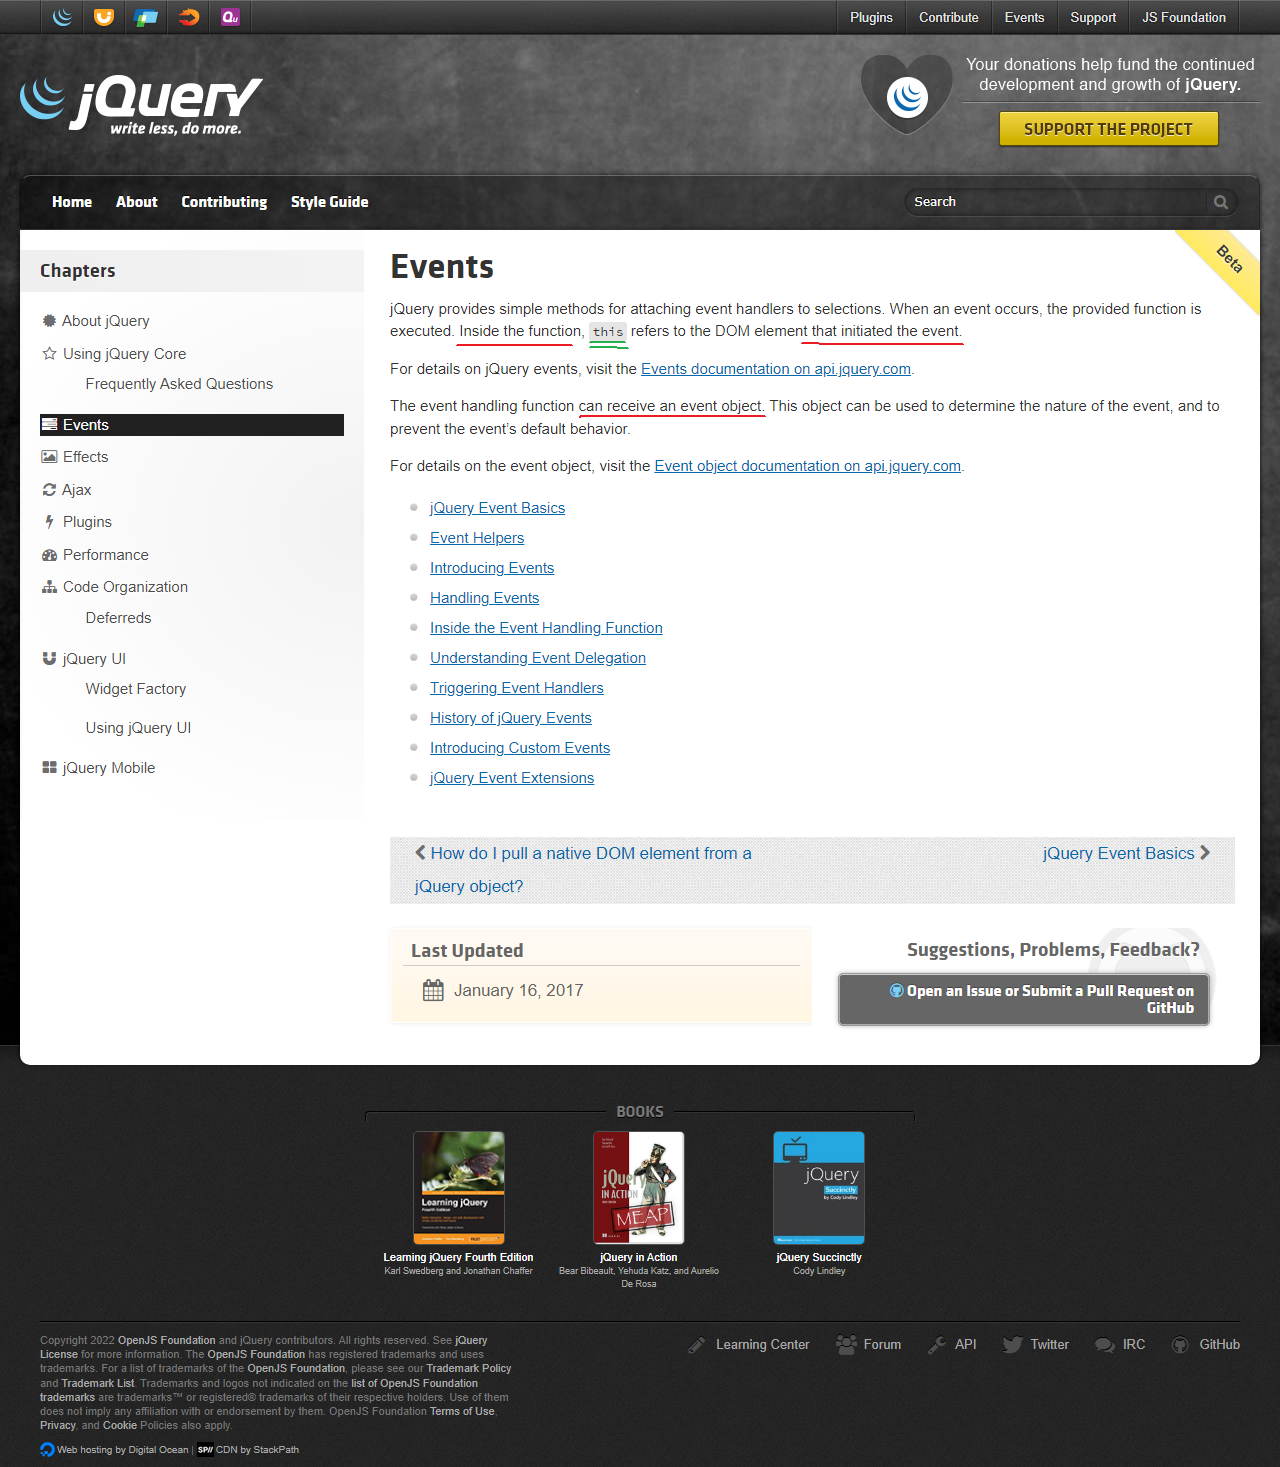 Plugins Contribute Events Support JS Foundation
jQuery
write less, do more.
Your donations help fund the continued
development and growth of jQuery.
SUPPORT THE PROJECT
Home About Contributing Style Guide
Search
Beta
Chapters
About jQuery
Using jQuery Core
Frequently Asked Questions
Events
Effects
Ajax
Plugins
Performance
Code Organization
Deferreds
jQuery UI
Widget Factory
Using jQuery UI
jQuery Mobile
Events
jQuery provides simple methods for attaching event handlers to selections. When an event occurs, the provided function is
executed. Inside the function, this refers to the DOM element that initiated the event.
For details on jQuery events, visit the Events documentation on api.jquery.com.
The event handling function can receive an event object. This object can be used to determine the nature of the event, and to
prevent the event’s default behavior.
For details on the event object, visit the Event object documentation on api.jquery.com.
jQuery Event Basics
Event Helpers
Introducing Events
Handling Events
Inside the Event Handling Function
Understanding Event Delegation
Triggering Event Handlers
History of jQuery Events
Introducing Custom Events
jQuery Event Extensions
How do I pull a native DOM element from a
jQuery object?
jQuery Event Basics
Last Updated
January 16, 2017
Suggestions, Problems, Feedback?
Open an Issue or Submit a Pull Request on
GitHub
BOOKS
Learning jQuery
Fourth Edition
jQuery
IN ACTION
MEAP
jQuery
Succinctly
by Cody Lindley
Learning jQuery Fourth Edition
Karl Swedberg and Jonathan Chaffer
jQuery in Action
Bear Bibeault, Yehuda Katz, and Aurelio
De Rosa
jQuery Succinctly
Cody Lindley
Copyright 2022 OpenJS Foundation and jQuery contributors. All rights reserved. See jQuery
License for more information. The OpenJS Foundation has registered trademarks and uses
trademarks. For a list of trademarks of the OpenJS Foundation, please see our Trademark Policy
and Trademark List. Trademarks and logos not indicated on the list of OpenJS Foundation
trademarks are trademarks™ or registered® trademarks of their respective holders. Use of them
does not imply any affiliation with or endorsement by them. OpenJS Foundation Terms of Use,
Privacy, and Cookie Policies also apply.
Web hosting by Digital Ocean | SP// CDN by StackPath
Learning Center Forum API Twitter IRC GitHub